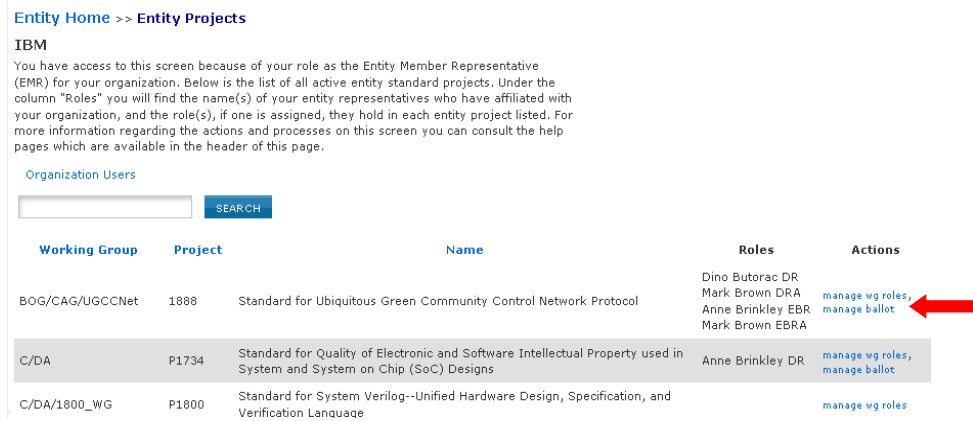 Entity Home >> Entity Projects
IBM
You have access to this screen because of your role as the Entity Member Representative
(EMR) for your organization. Below is the list of all active entity standard projects. Under the
column "Roles" you will find the name(s) of your entity representatives who have affiliated with
your organization, and the role(s), if one is assigned, they hold in each entity project listed. For
more information regarding the actions and processes on this screen you can consult the help
pages which are available in the header of this page.
Organization Users
SEARCH
Working Group Project Name Roles Actions
BOG/CAG/UGCCNet 1888 Standard for Ubiquitous Green Community Control Network Protocol
Dino Butorac DR
Mark Brown DRA
Anne Brinkley EBR
Mark Brown EBRA
manage wg roles,
manage ballot
C/DA P1734
Standard for Quality of Electronic and Software Intellectual Property used in
System and System on Chip (SoC) Designs
Anne Brinkley DR
manage wg roles,
manage ballot
C/DA/1800_WG P1800
Standard for System Verilog--Unified Hardware Design, Specification, and
Verification Language
manage wg roles